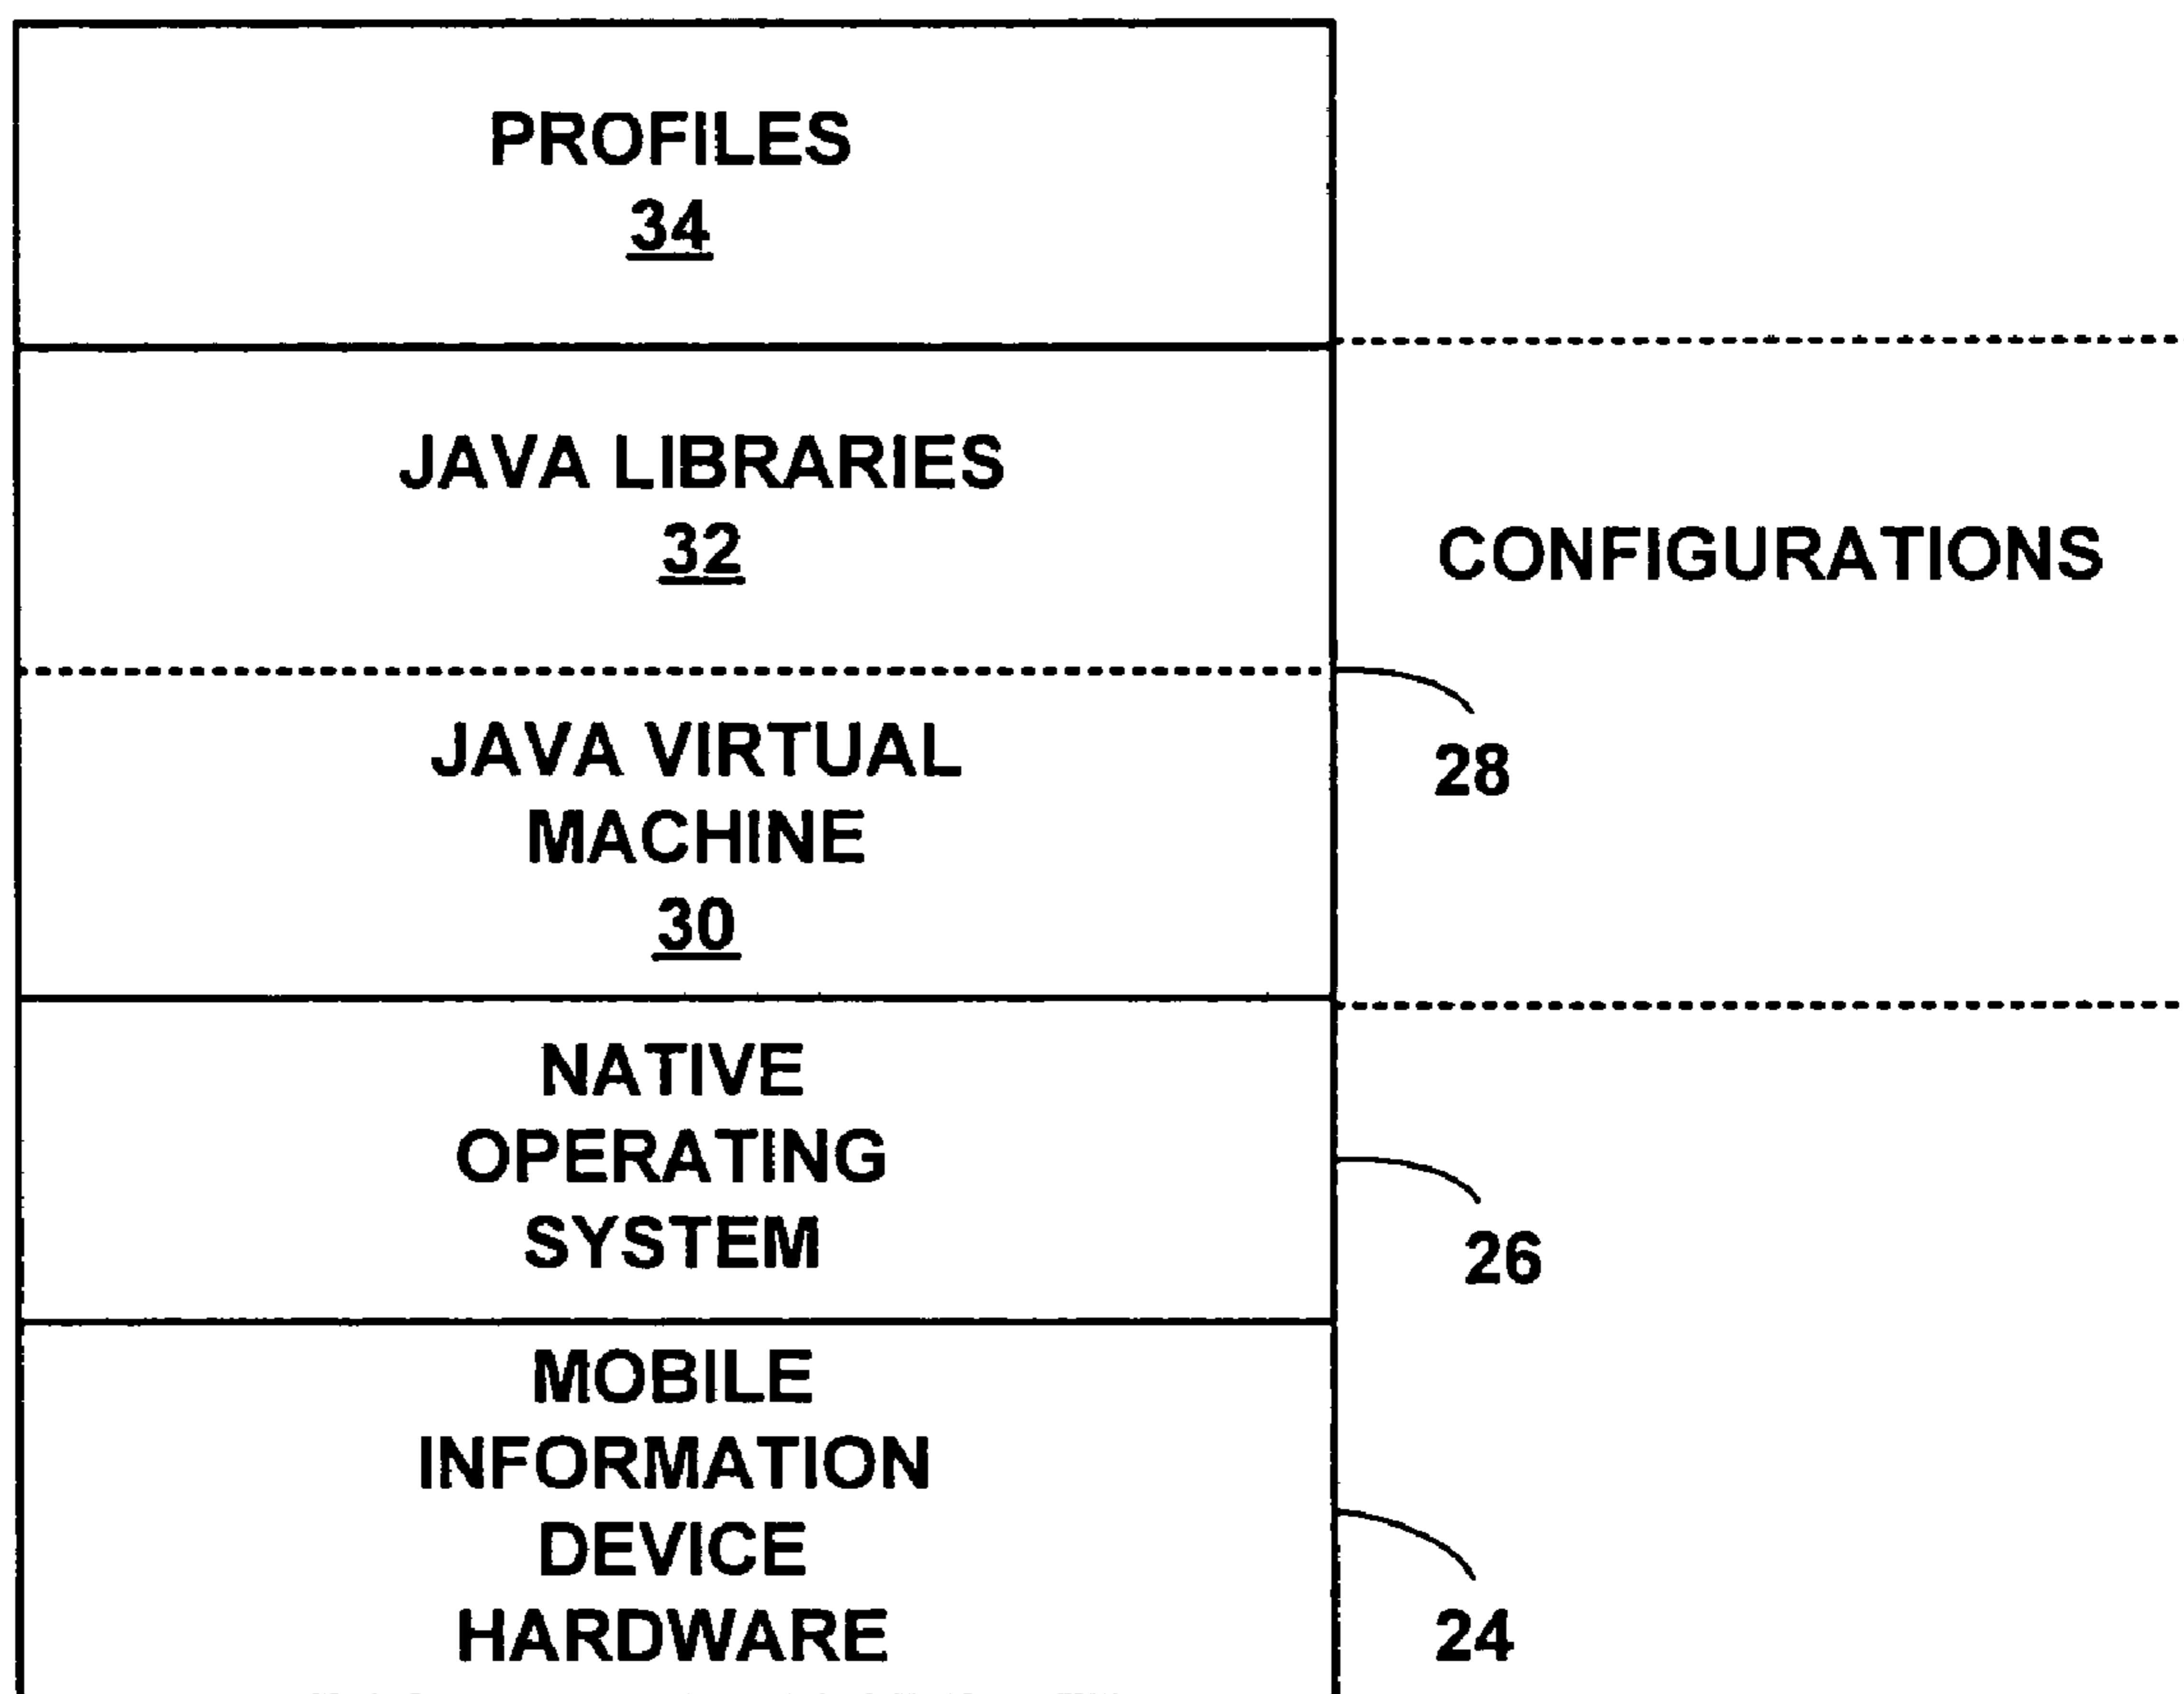 PROFILES
34
JAVA LIBRARIES
32
CONFIGURATIONS
JAVA VIRTUAL
MACHINE
30
28
NATIVE
OPERATING
SYSTEM
26
MOBILE
INFORMATION
DEVICE
HARDWARE
24